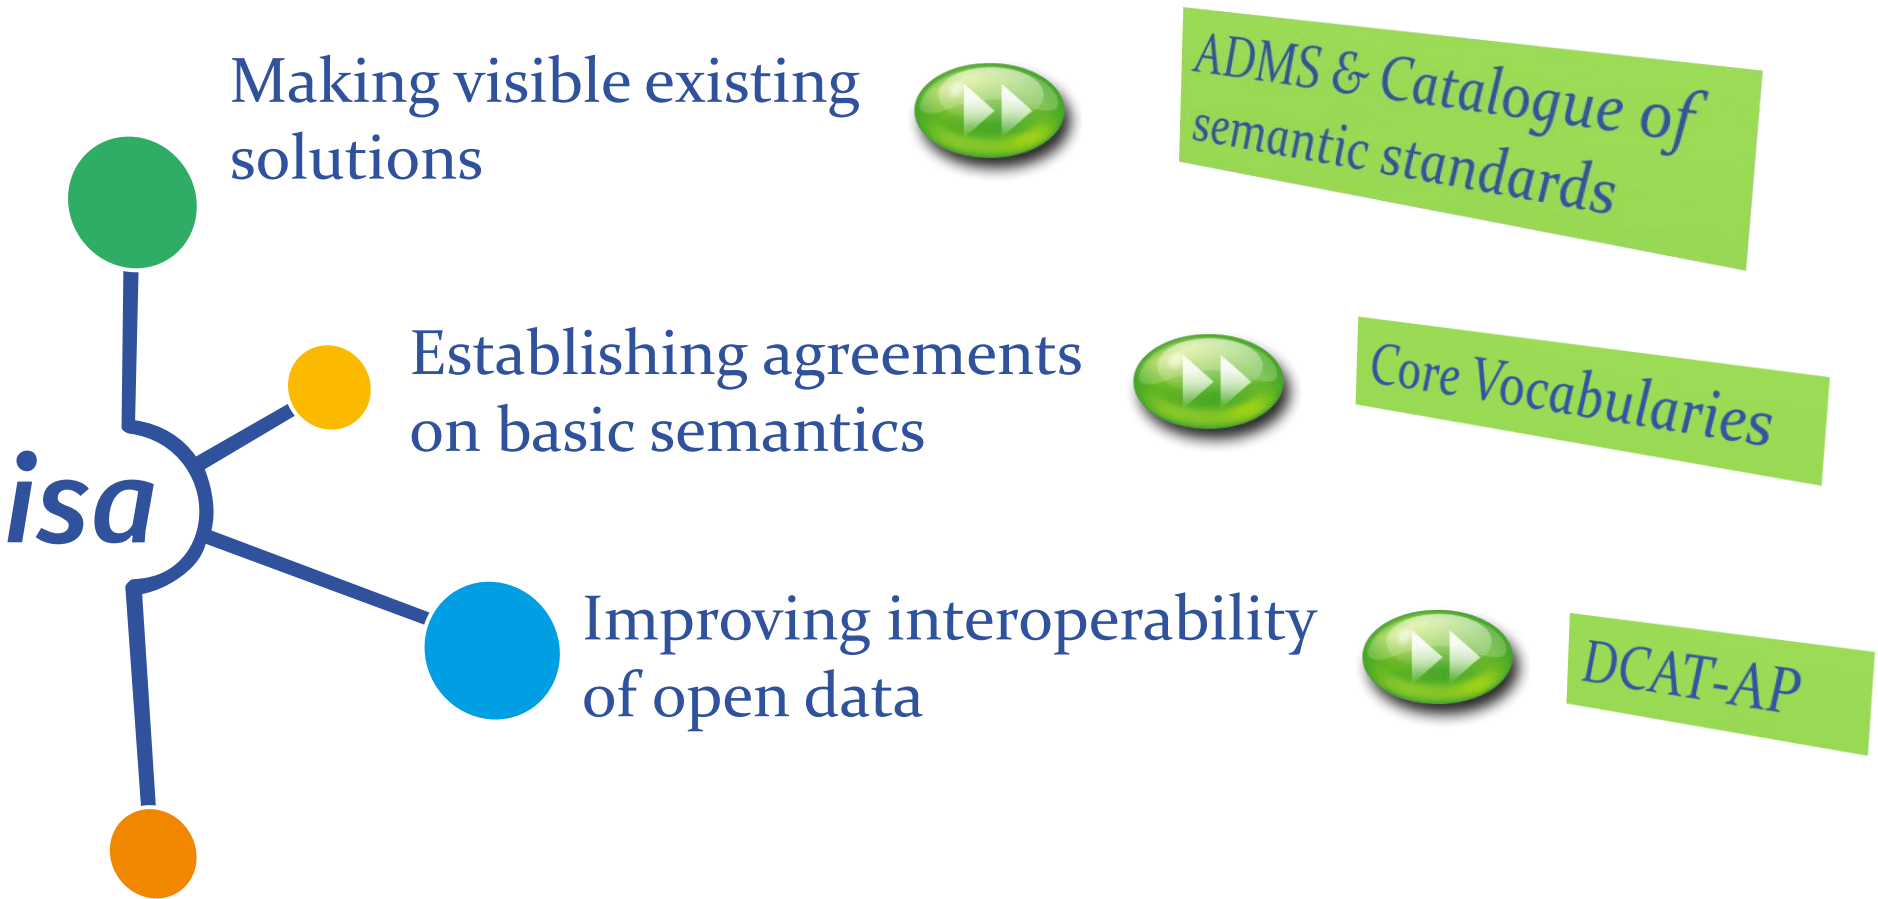 Making visible existing
solutions
ADMS & Catalogue of
semantic standards
Establishing agreements
on basic semantics
Core Vocabularies
isa
Improving interoperability
of open data
DCAT-AP